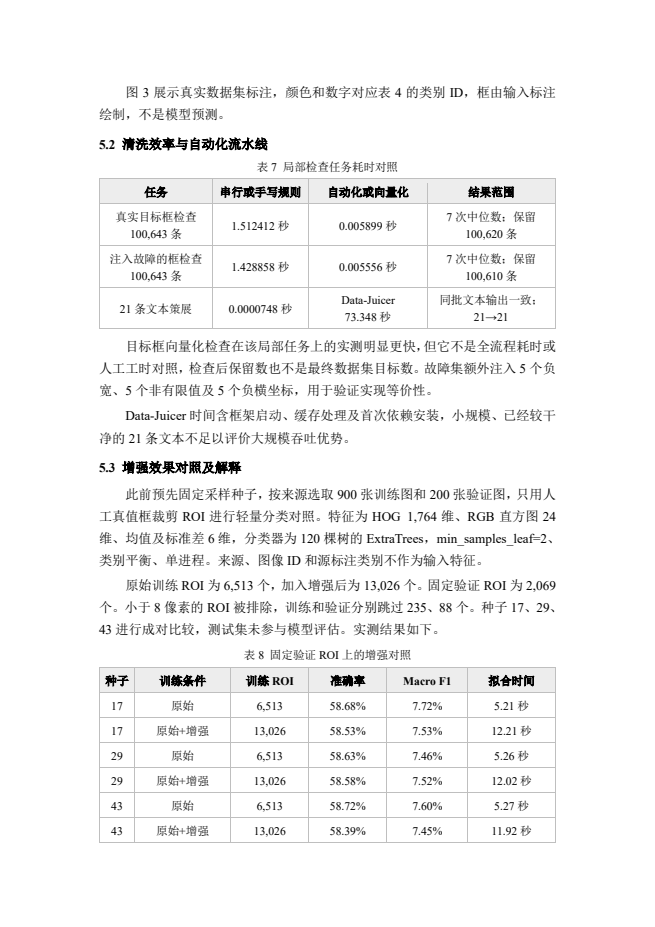 图 3 展示真实数据集标注，颜色和数字对应表 4 的类别 ID，框由输入标注
绘制，不是模型预测。
5.2 清洗效率与自动化流水线
表 7 局部检查任务耗时对照
任务 串行或手写规则 自动化或向量化 结果范围
真实目标框检查
100,643 条
1.512412 秒
0.005899 秒
7 次中位数；保留
100,620 条
注入故障的框检查
100,643 条
1.428858 秒
0.005556 秒
7 次中位数；保留
100,610 条
21 条文本策展
0.0000748 秒
Data-Juicer
73.348 秒
同批文本输出一致；
21→21
目标框向量化检查在该局部任务上的实测明显更快，但它不是全流程耗时或
人工工时对照，检查后保留数也不是最终数据集目标数。故障集额外注入 5 个负
宽、5 个非有限值及 5 个负横坐标，用于验证实现等价性。
Data-Juicer 时间含框架启动、缓存处理及首次依赖安装，小规模、已经较干
净的 21 条文本不足以评价大规模吞吐优势。
5.3 增强效果对照及解释
此前预先固定采样种子，按来源选取 900 张训练图和 200 张验证图，只用人
工真值框裁剪 ROI 进行轻量分类对照。特征为 HOG 1,764 维、RGB 直方图 24
维、均值及标准差 6 维，分类器为 120 棵树的 ExtraTrees，min_samples_leaf=2、
类别平衡、单进程。来源、图像 ID 和源标注类别不作为输入特征。
原始训练 ROI 为 6,513 个，加入增强后为 13,026 个。固定验证 ROI 为 2,069
个。小于 8 像素的 ROI 被排除，训练和验证分别跳过 235、88 个。种子 17、29、
43 进行成对比较，测试集未参与模型评估。实测结果如下。
表 8 固定验证 ROI 上的增强对照
种子 训练条件 训练 ROI 准确率 Macro F1 拟合时间
17 原始 6,513 58.68% 7.72% 5.21 秒
17 原始+增强 13,026 58.53% 7.53% 12.21 秒
29 原始 6,513 58.63% 7.46% 5.26 秒
29 原始+增强 13,026 58.58% 7.52% 12.02 秒
43 原始 6,513 58.72% 7.60% 5.27 秒
43 原始+增强 13,026 58.39% 7.45% 11.92 秒